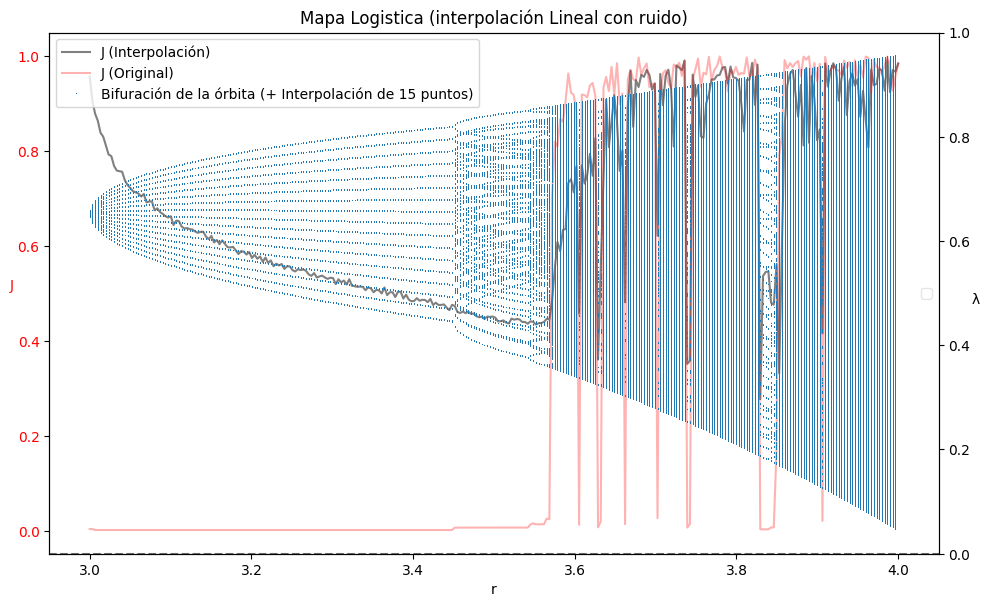 Mapa Logistica (interpolación Lineal con ruido)
J (Interpolación)
J (Original)
Bifuración de la órbita (+ Interpolación de 15 puntos)
1.0
0.8
0.6
0.4
0.2
0.0
J
1.0
0.8
0.6
0.4
0.2
0.0
λ
3.0 3.2 3.4 3.6 3.8 4.0
r